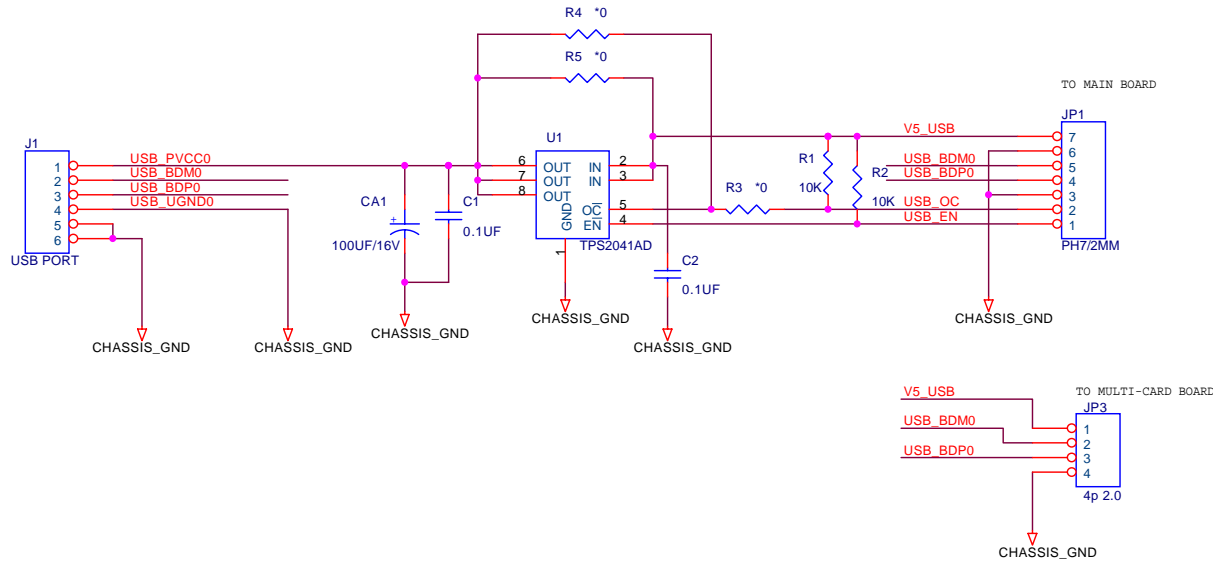 R4 *0
R5 *0
TO MAIN BOARD
J1
USB PORT
1
2
3
4
5
6
USB_PVCC0
USB_BDM0
USB_BDP0
USB_UGND0
CHASSIS_GND
CHASSIS_GND
CA1
+
100UF/16V
C1
0.1UF
CHASSIS_GND
U1
6
7
8
OUT
OUT
OUT
IN
IN
OC
EN
GND
2
3
5
4
1
TPS2041AD
CHASSIS_GND
C2
0.1UF
CHASSIS_GND
R3 *0
R1
10K
R2
10K
V5_USB
USB_BDM0
USB_BDP0
USB_OC
USB_EN
JP1
7
6
5
4
3
2
1
PH7/2MM
CHASSIS_GND
TO MULTI-CARD BOARD
V5_USB
USB_BDM0
USB_BDP0
JP3
1
2
3
4
4p 2.0
CHASSIS_GND